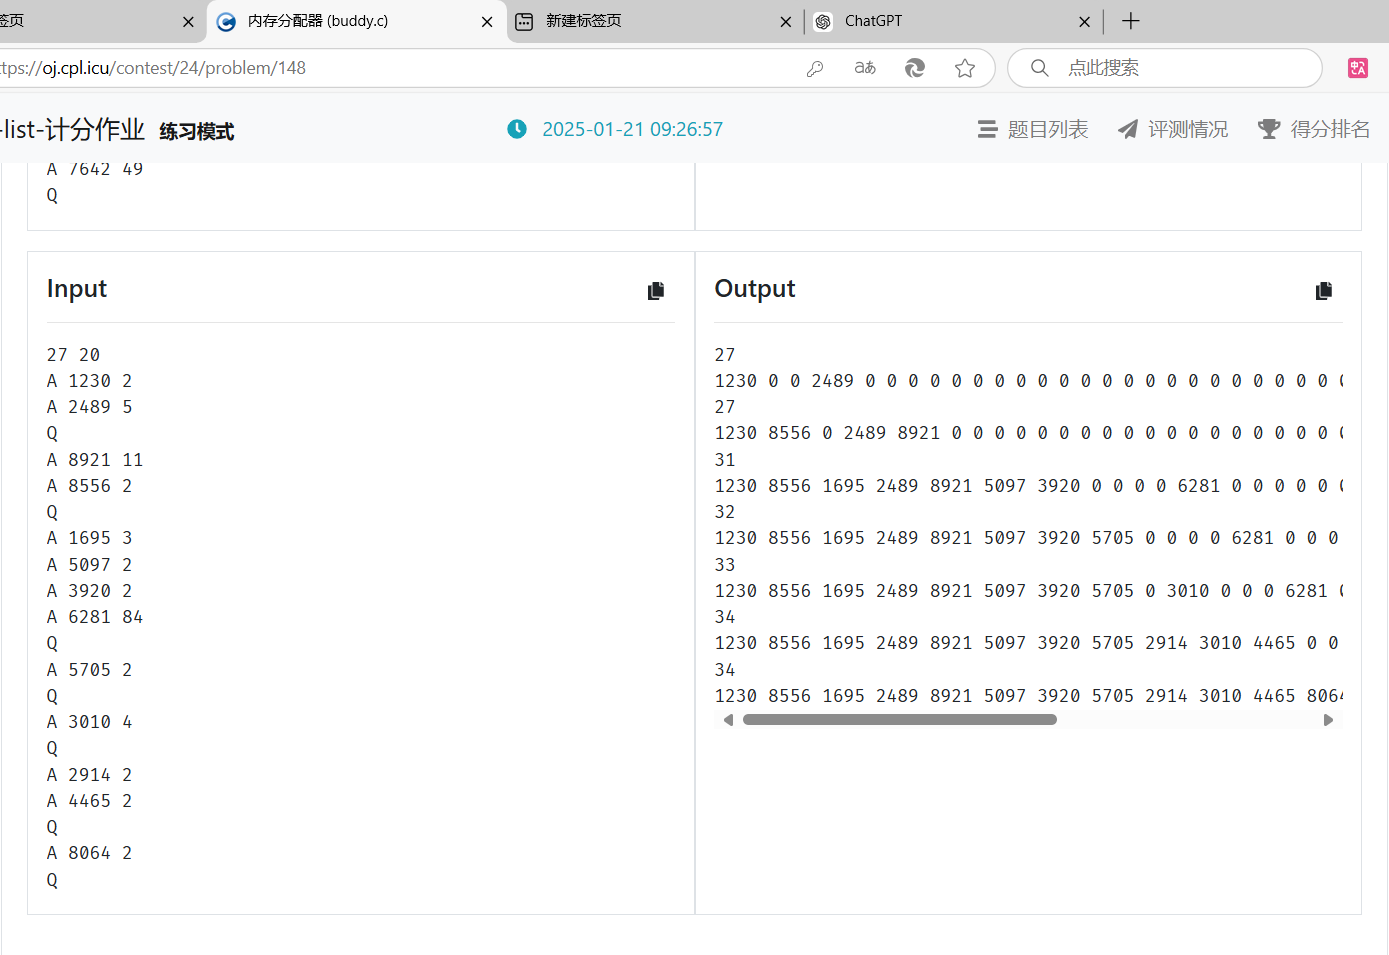 签页
内存分配器 (buddy.c)
新建标签页
ChatGPT
tps://oj.cpl.icu/contest/24/problem/148
aあ
点此搜索
-list-计分作业 练习模式
2025-01-21 09:26:57
题目列表
评测情况
得分排名
A 7642 49
Q
Input
27 20
A 1230 2
A 2489 5
Q
A 8921 11
A 8556 2
Q
A 1695 3
A 5097 2
A 3920 2
A 6281 84
Q
A 5705 2
Q
A 3010 4
Q
A 2914 2
A 4465 2
Q
A 8064 2
Q
Output
27
1230 0 0 2489 0 0 0 0 0 0 0 0 0 0 0 0 0 0 0 0 0 0 0 0 0 0
27
1230 8556 0 2489 8921 0 0 0 0 0 0 0 0 0 0 0 0 0 0 0 0 0 0 0
31
1230 8556 1695 2489 8921 5097 3920 0 0 0 0 6281 0 0 0 0 0 0
32
1230 8556 1695 2489 8921 5097 3920 5705 0 0 0 0 6281 0 0 0
33
1230 8556 1695 2489 8921 5097 3920 5705 0 3010 0 0 0 6281 0
34
1230 8556 1695 2489 8921 5097 3920 5705 2914 3010 4465 0 0
34
1230 8556 1695 2489 8921 5097 3920 5705 2914 3010 4465 8064